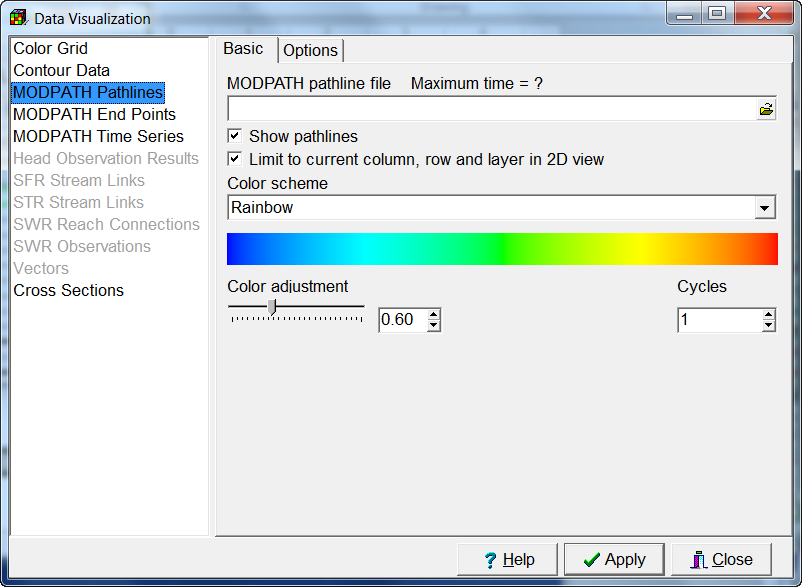 Data Visualization
Color Grid
Contour Data
MODPATH Pathlines
MODPATH End Points
MODPATH Time Series
Head Observation Results
SFR Stream Links
STR Stream Links
SWR Reach Connections
SWR Observations
Vectors
Cross Sections
Basic Options
MODPATH pathline file Maximum time = ?
Show pathlines
Limit to current column, row and layer in 2D view
Color scheme
Rainbow
Color adjustment Cycles
0.60 1
? Help Apply Close